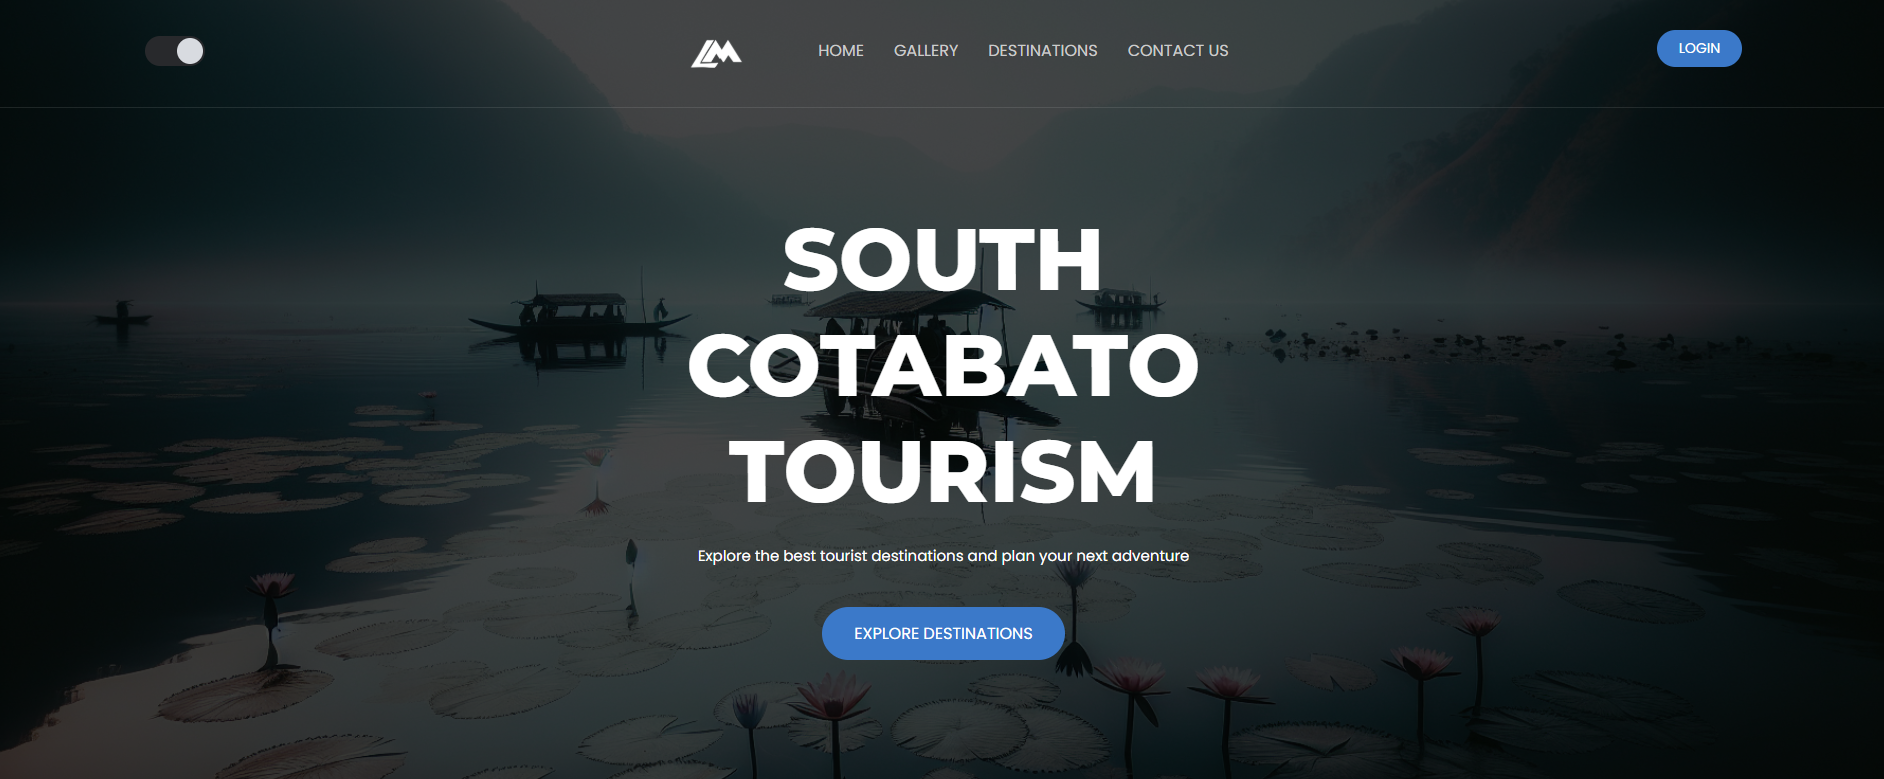 LM
HOME GALLERY DESTINATIONS CONTACT US
LOGIN
SOUTH
COTABATO
TOURISM
Explore the best tourist destinations and plan your next adventure
EXPLORE DESTINATIONS